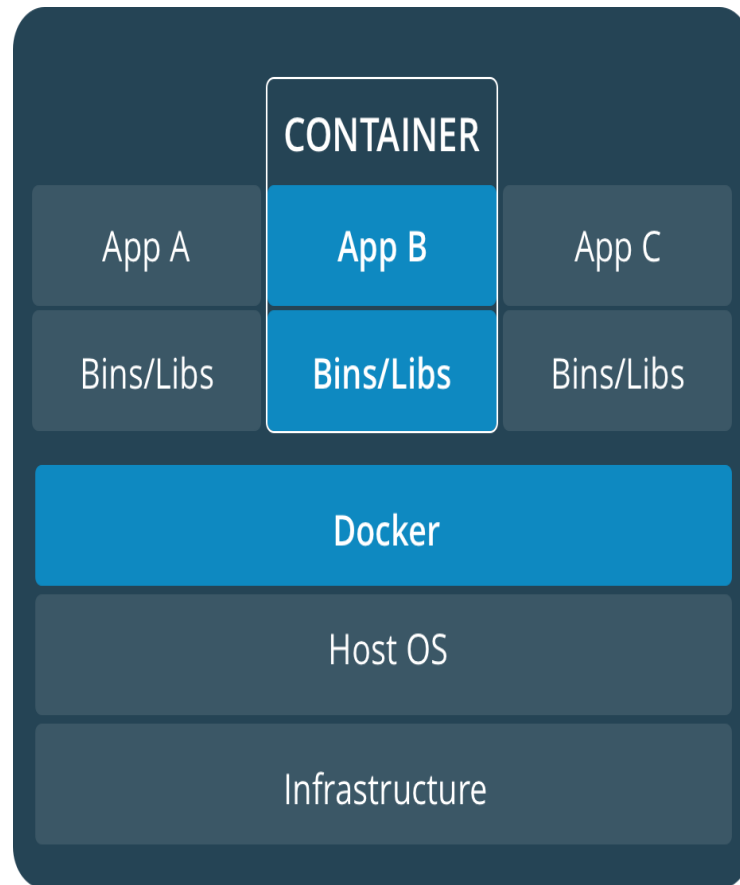 CONTAINER
App A
App B
App C
Bins/Libs
Bins/Libs
Bins/Libs
Docker
Host OS
Infrastructure